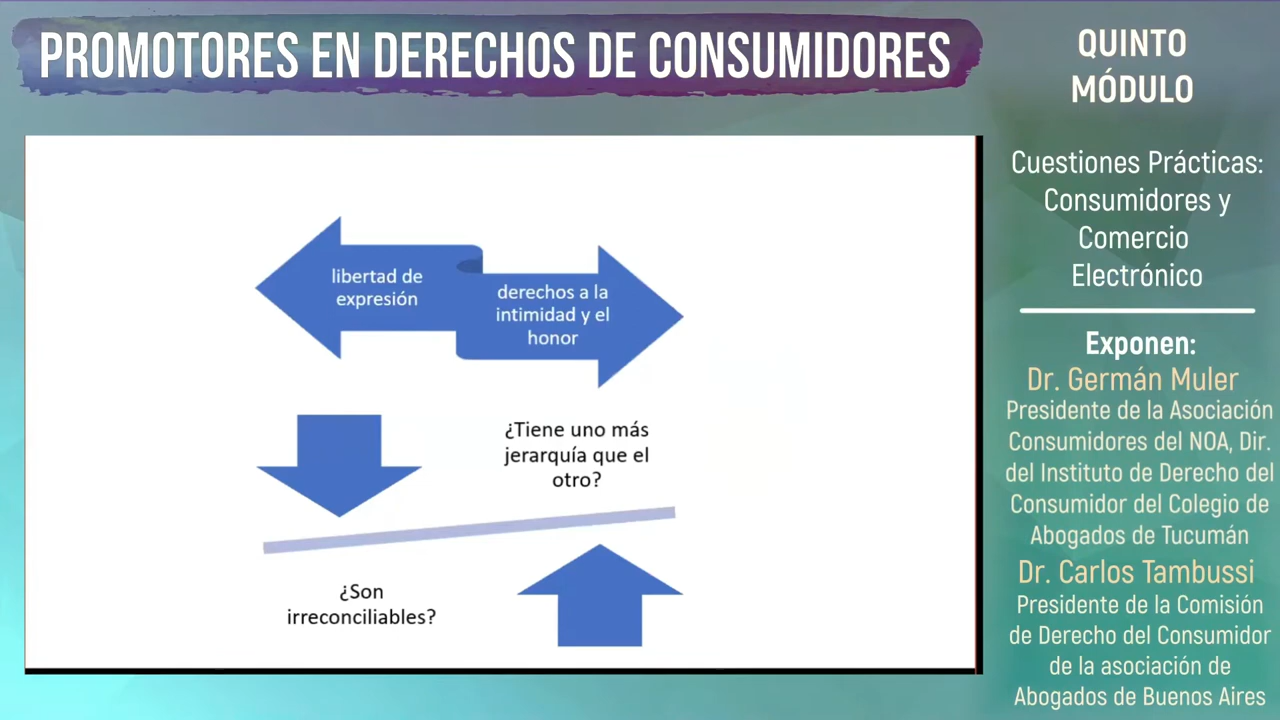 PROMOTORES EN DERECHOS DE CONSUMIDORES
libertad de
expresión
derechos a la
intimidad y el
honor
¿Tiene uno más
jerarquía que el
otro?
¿Son
irreconciliables?
QUINTO
MÓDULO
Cuestiones Prácticas:
Consumidores y
Comercio
Electrónico
Exponen:
Dr. Germán Muler
Presidente de la Asociación
Consumidores del NOA, Dir.
del Instituto de Derecho del
Consumidor del Colegio de
Abogados de Tucumán
Dr. Carlos Tambussi
Presidente de la Comisión
de Derecho del Consumidor
de la asociación de
Abogados de Buenos Aires